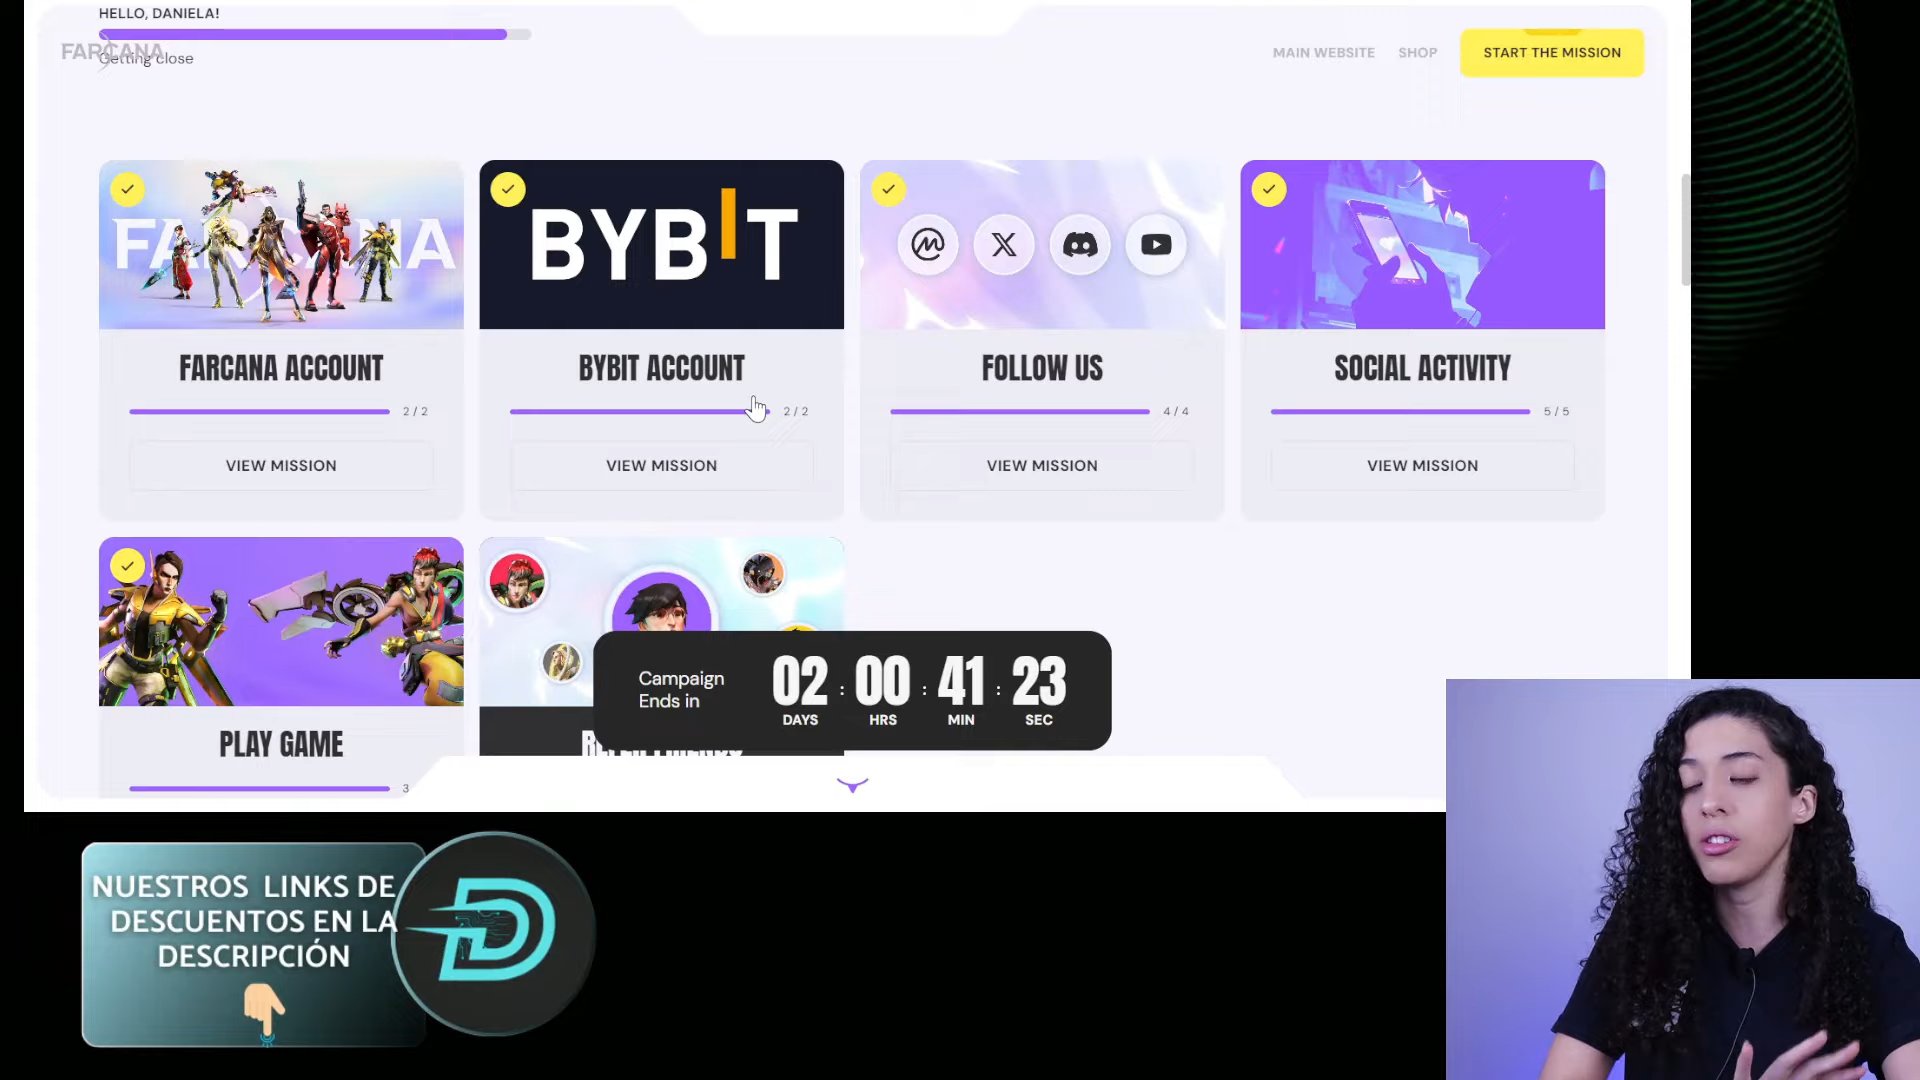 HELLO, DANIELA!
FARCANA
Getting close
MAIN WEBSITE
SHOP
START THE MISSION
FARCANA
BYBIT
FARCANA ACCOUNT
2 / 2
VIEW MISSION
BYBIT ACCOUNT
2 / 2
VIEW MISSION
FOLLOW US
4 / 4
VIEW MISSION
SOCIAL ACTIVITY
5 / 5
VIEW MISSION
PLAY GAME
3
REFER FRIENDS
Campaign
Ends in
02 : 00 : 41 : 23
DAYS HRS MIN SEC
NUESTROS LINKS DE
DESCUENTOS EN LA
DESCRIPCIÓN